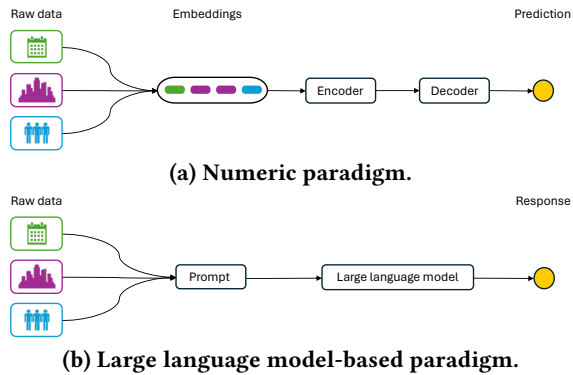 Raw data Embeddings Prediction
Encoder Decoder
(a) Numeric paradigm.
Raw data Response
Prompt Large language model
(b) Large language model-based paradigm.